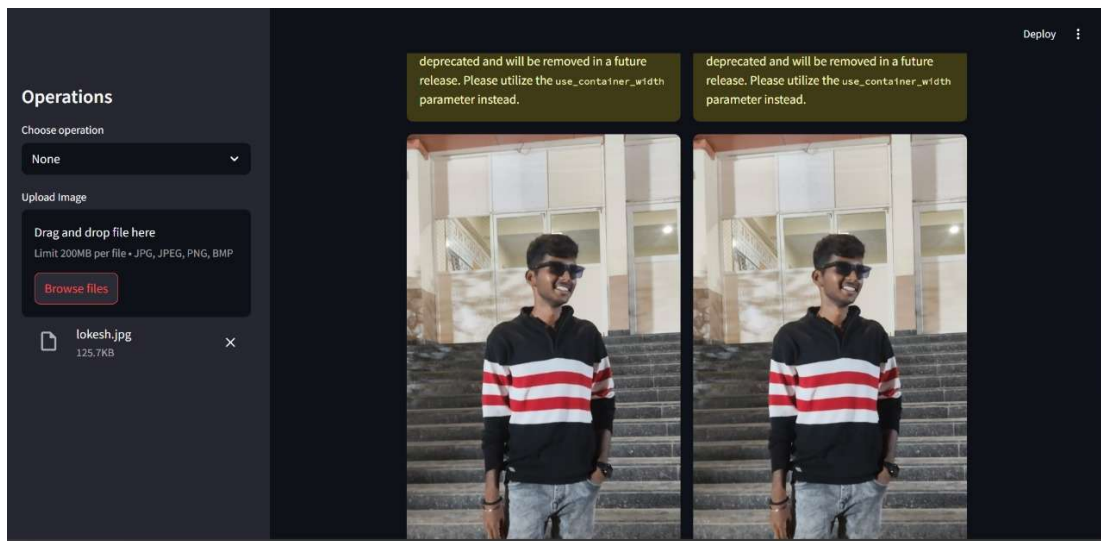 Deploy
Operations
Choose operation
None
Upload Image
Drag and drop file here
Limit 200MB per file • JPG, JPEG, PNG, BMP
Browse files
lokesh.jpg
125.7KB
deprecated and will be removed in a future
release. Please utilize the use_container_width
parameter instead.
deprecated and will be removed in a future
release. Please utilize the use_container_width
parameter instead.